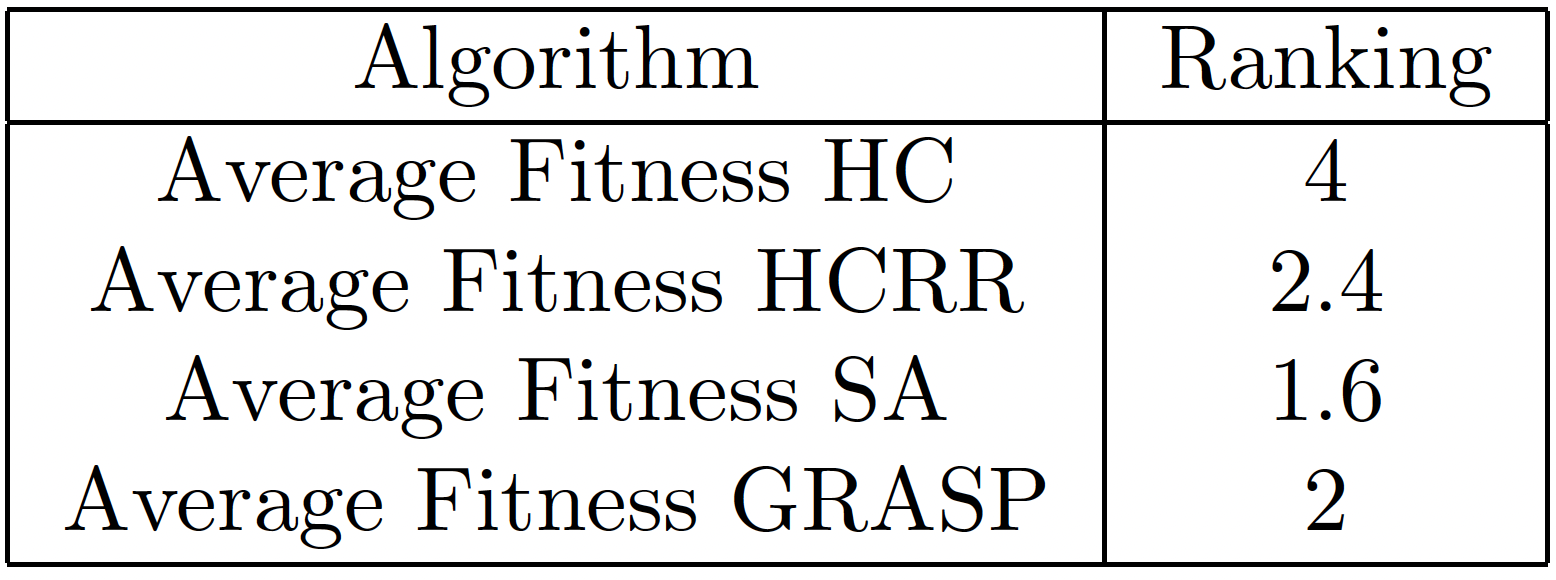 Algorithm Ranking
Average Fitness HC 4
Average Fitness HCRR 2.4
Average Fitness SA 1.6
Average Fitness GRASP 2